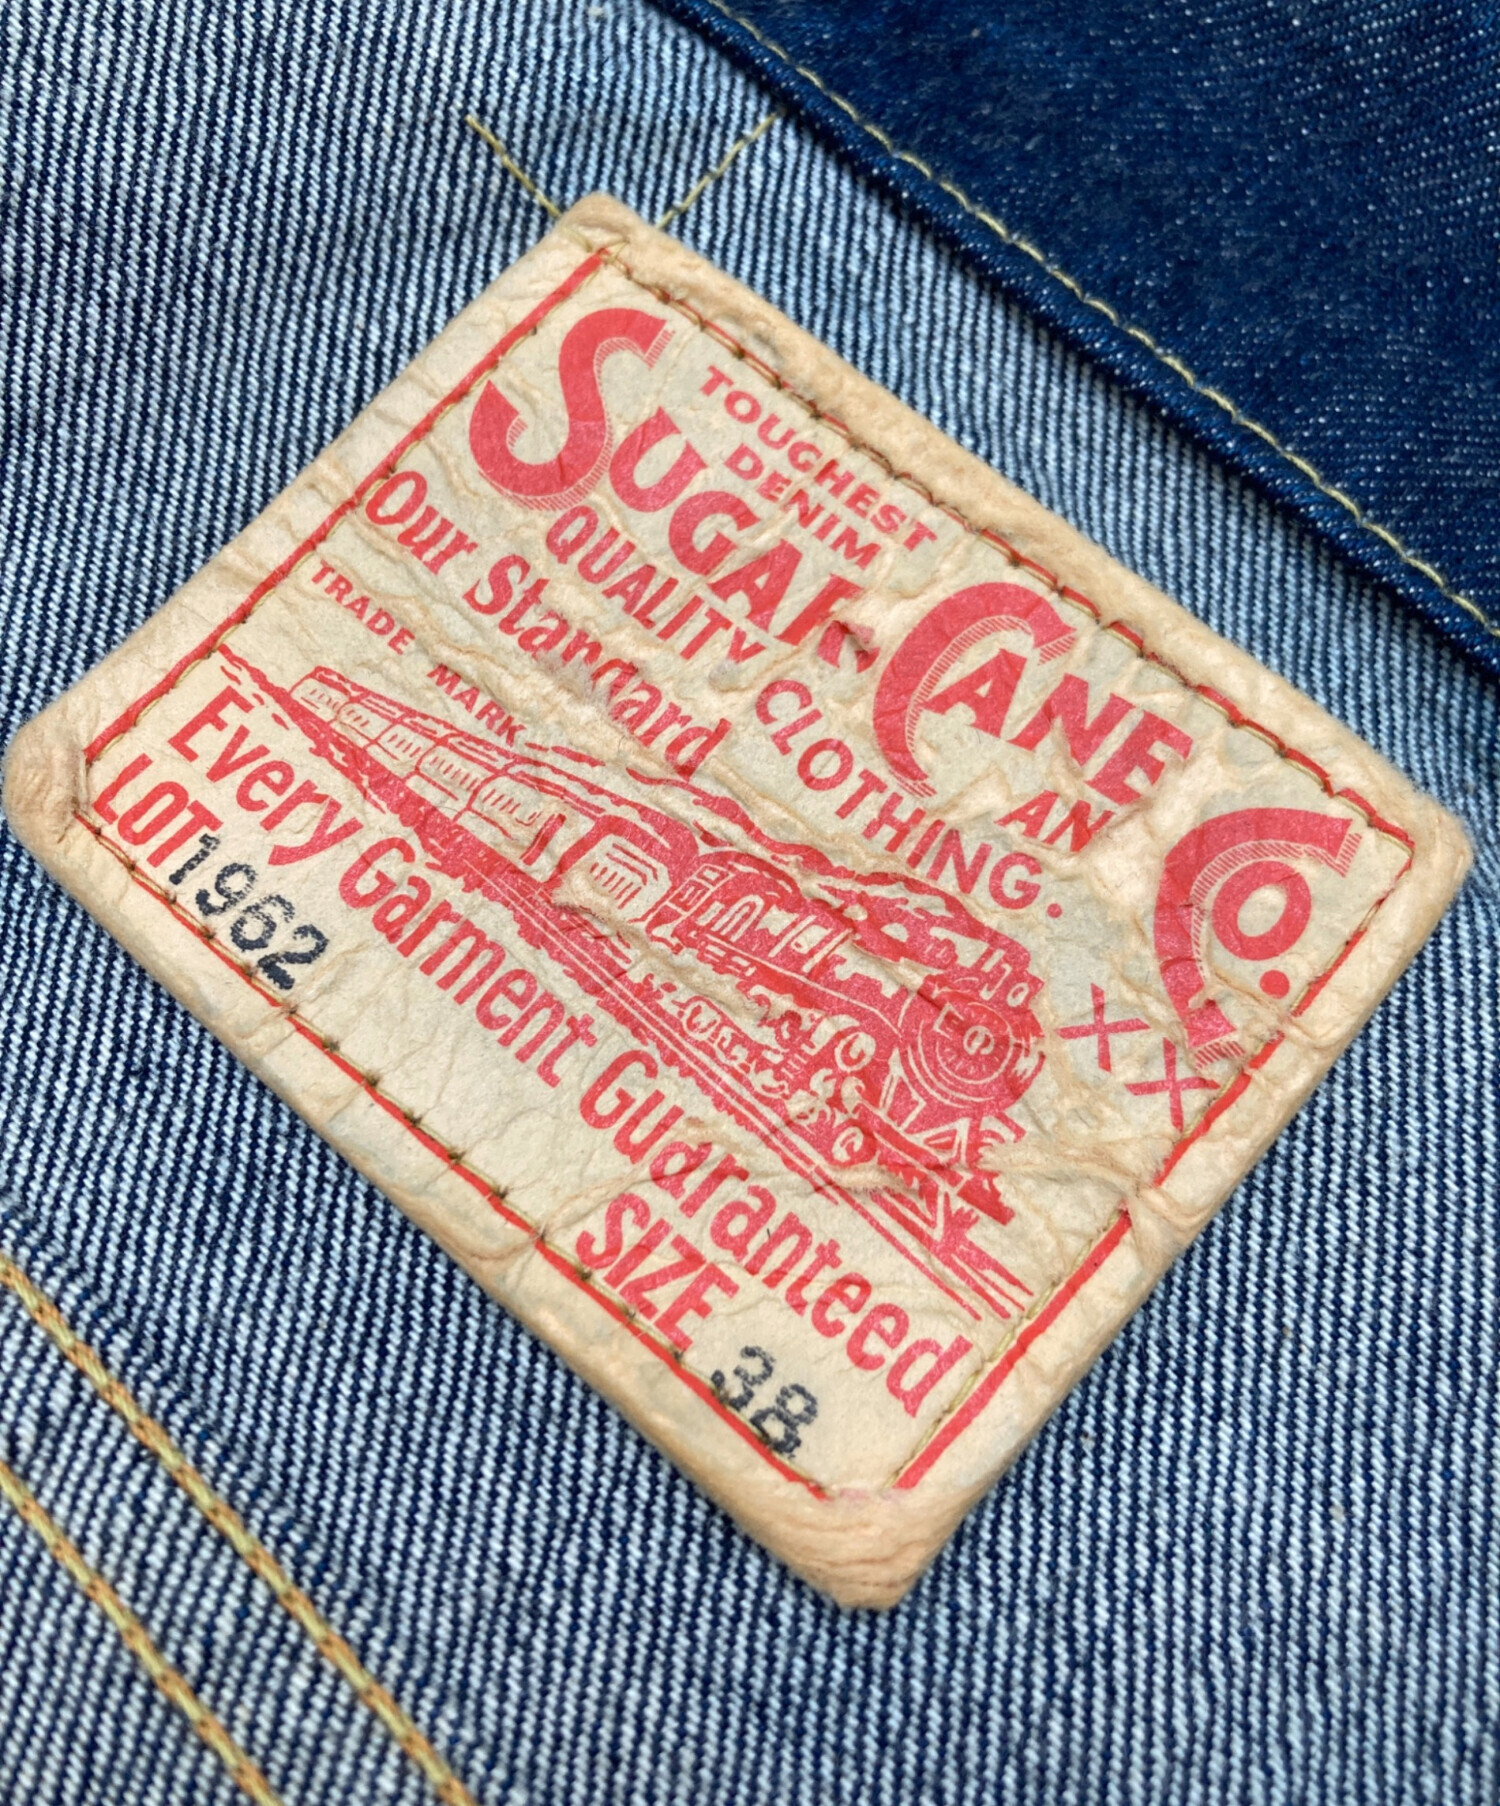 TOUGHEST
DENIM
SUGAR CANE Co.
QUALITY CLOTHING.
AN
Our Standard
XX
TRADE MARK
Every Garment Guaranteed
LOT 1962
SIZE 38